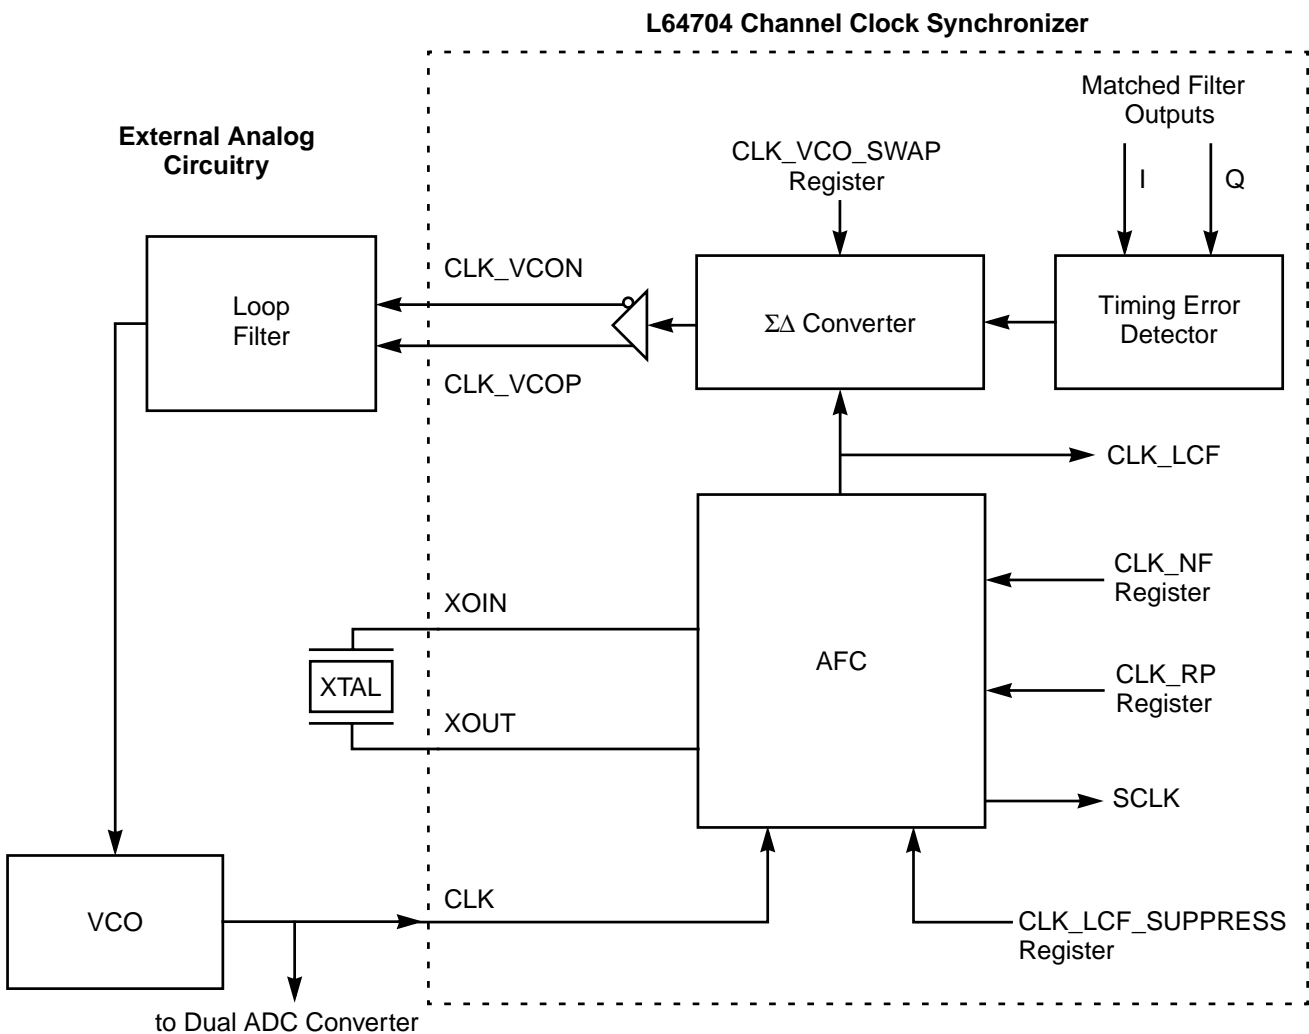 L64704 Channel Clock Synchronizer
Matched Filter
Outputs
External Analog
Circuitry
CLK_VCO_SWAP
Register
I
Q
CLK_VCON
Loop
Filter
ΣΔ Converter
Timing Error
Detector
CLK_VCOP
CLK_LCF
CLK_NF
Register
XOIN
AFC
XTAL
CLK_RP
Register
XOUT
SCLK
CLK
VCO
CLK_LCF_SUPPRESS
Register
to Dual ADC Converter